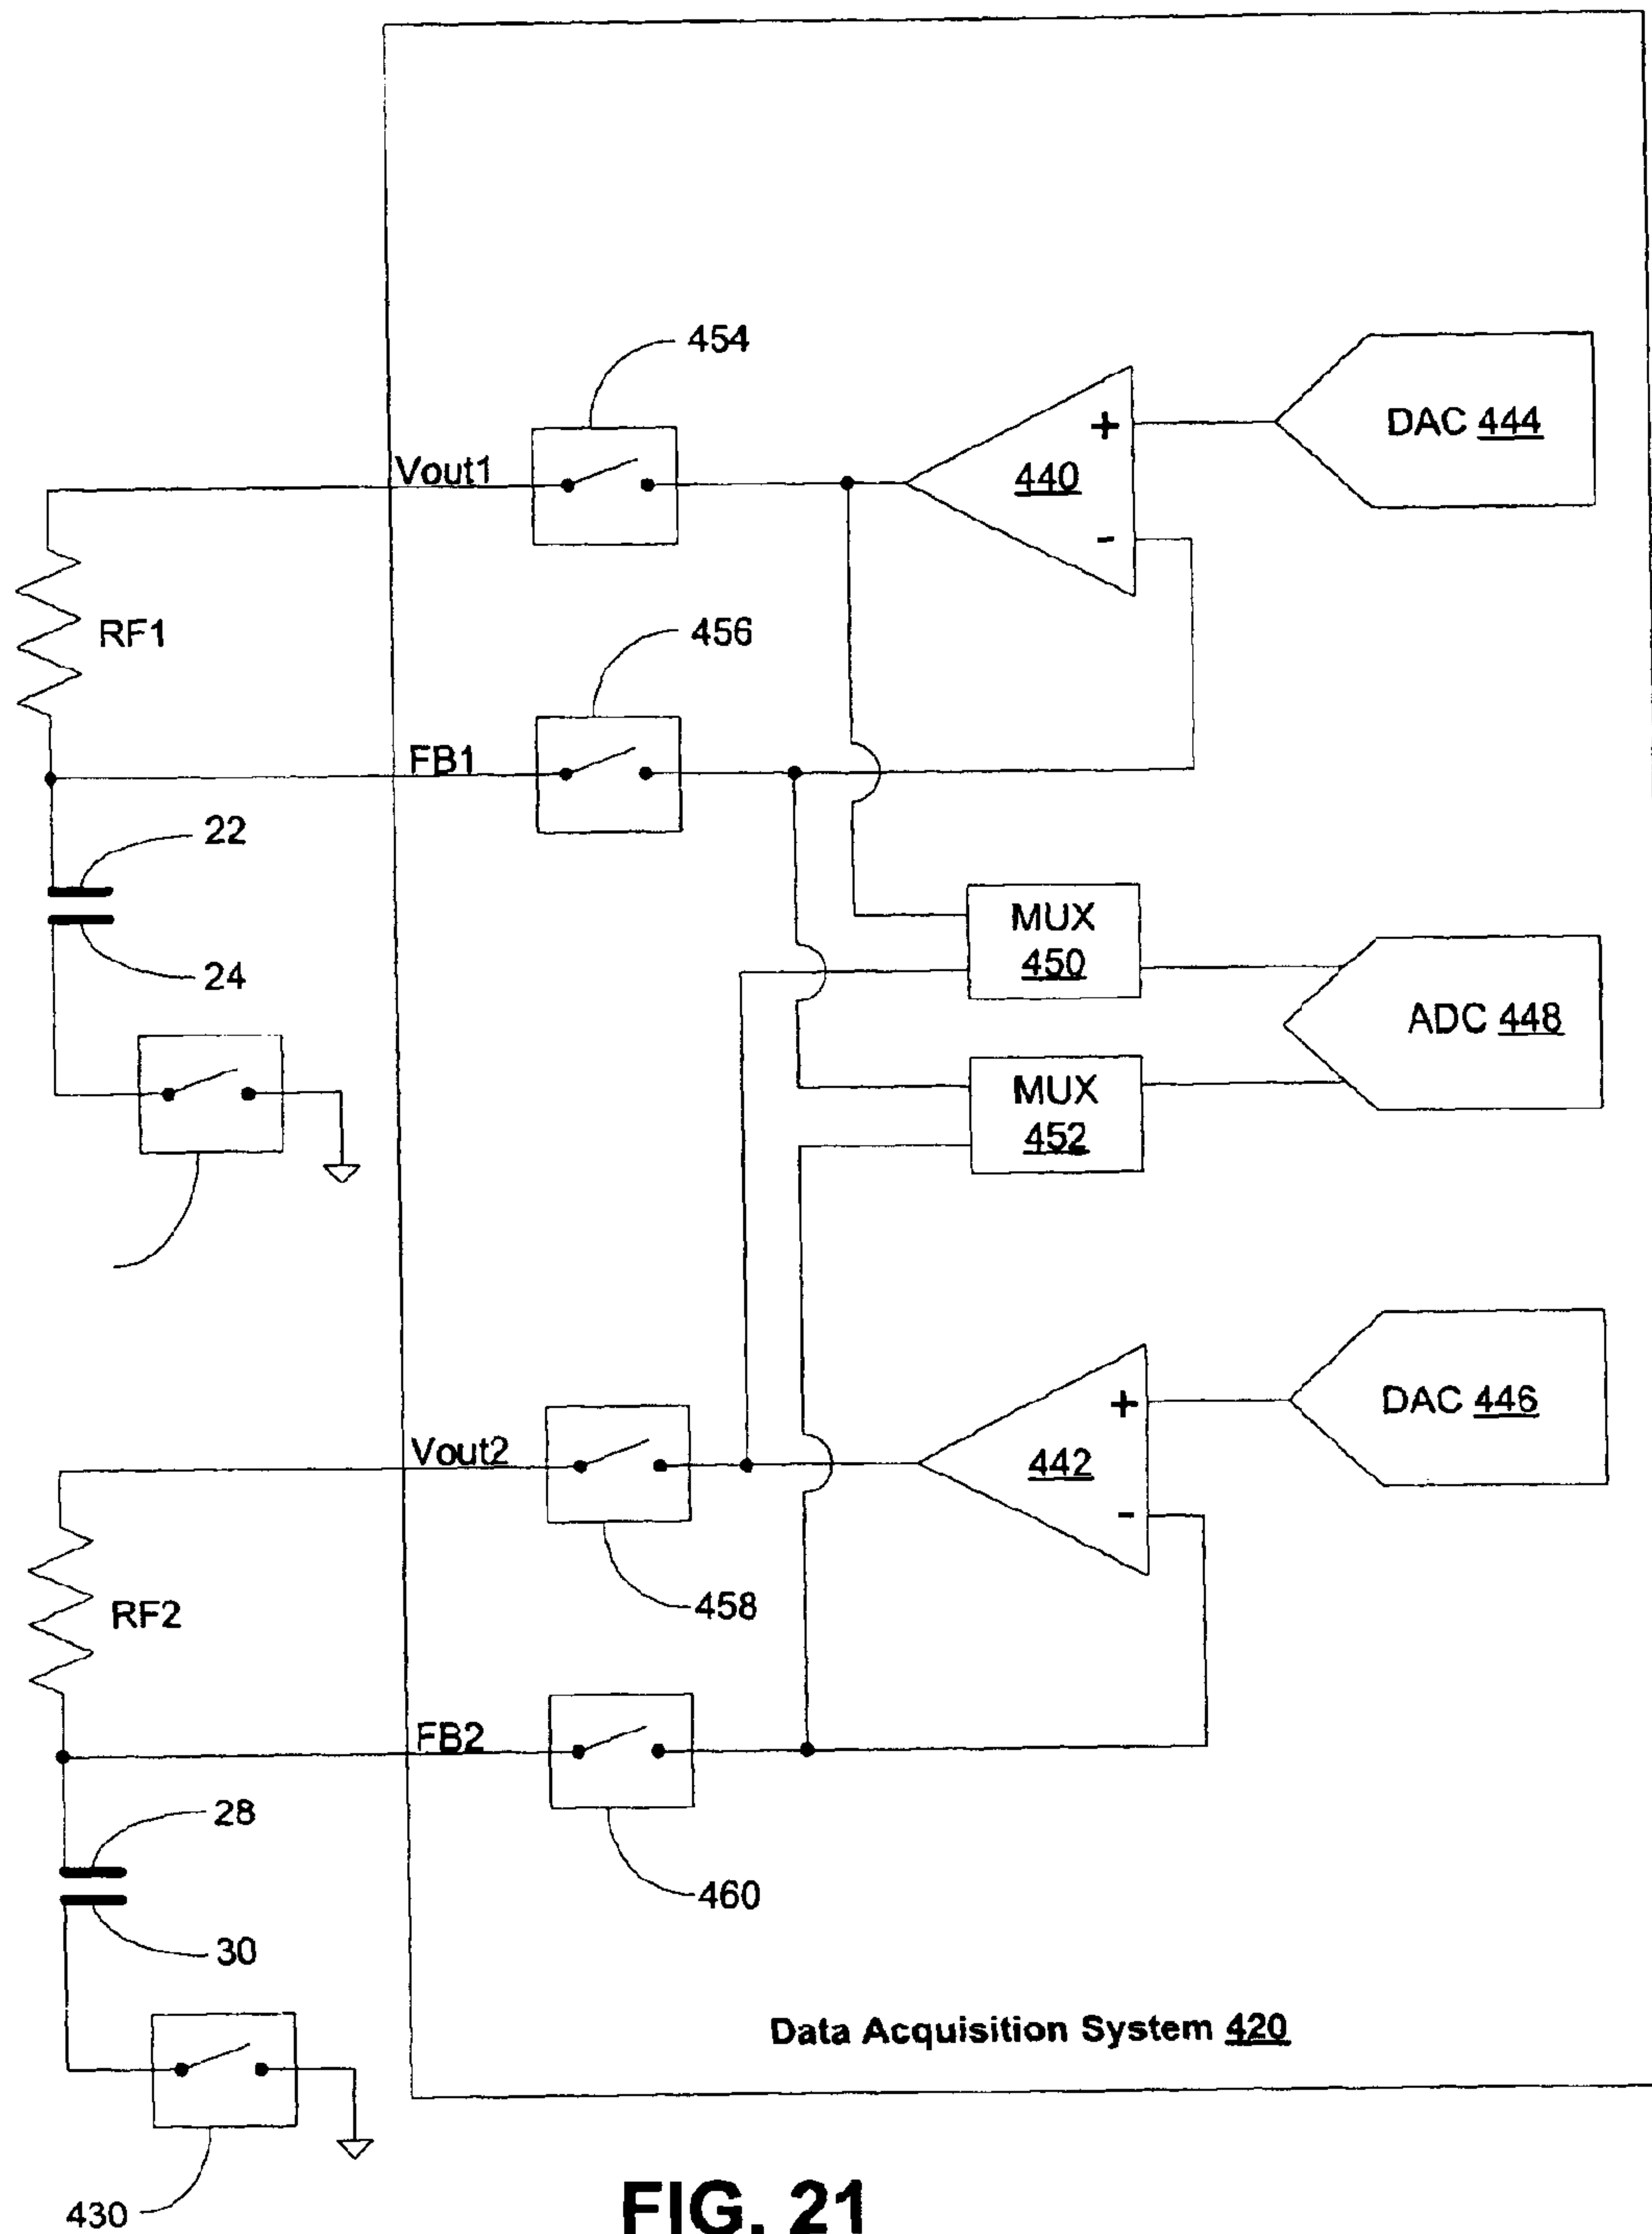 454
+
DAC 444
440
Vout1
-
RF1
456
FB1
22
MUX
450
24
ADC 448
MUX
452
+
DAC 446
Vout2
442
-
458
RF2
FB2
28
460
30
Data Acquisition System 420
430
FIG. 21